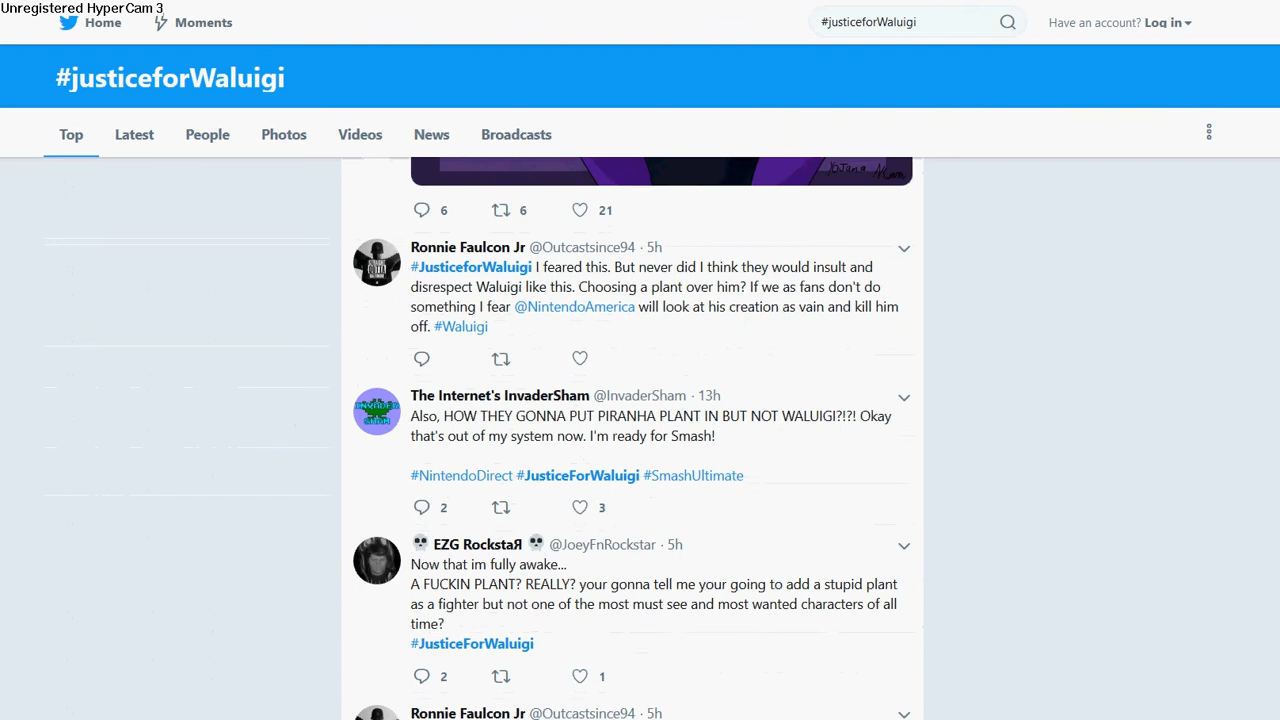 Unregistered HyperCam 3
Home
Moments
#justiceforWaluigi
Have an account? Log in
#justiceforWaluigi
Top
Latest
People
Photos
Videos
News
Broadcasts
6
6
21
Ronnie Faulcon Jr @Outcastsince94 · 5h
#JusticeforWaluigi I feared this. But never did I think they would insult and
disrespect Waluigi like this. Choosing a plant over him? If we as fans don't do
something I fear @NintendoAmerica will look at his creation as vain and kill him
off. #Waluigi
INVADER
SHAM
The Internet's InvaderSham @InvaderSham · 13h
Also, HOW THEY GONNA PUT PIRANHA PLANT IN BUT NOT WALUIGI?!?! Okay
that's out of my system now. I'm ready for Smash!
#NintendoDirect #JusticeForWaluigi #SmashUltimate
2
3
💀 EZG RockstaЯ 💀 @JoeyFnRockstar · 5h
Now that im fully awake...
A FUCKIN PLANT? REALLY? your gonna tell me your going to add a stupid plant
as a fighter but not one of the most must see and most wanted characters of all
time?
#JusticeForWaluigi
2
1
Ronnie Faulcon Jr @Outcastsince94 · 5h